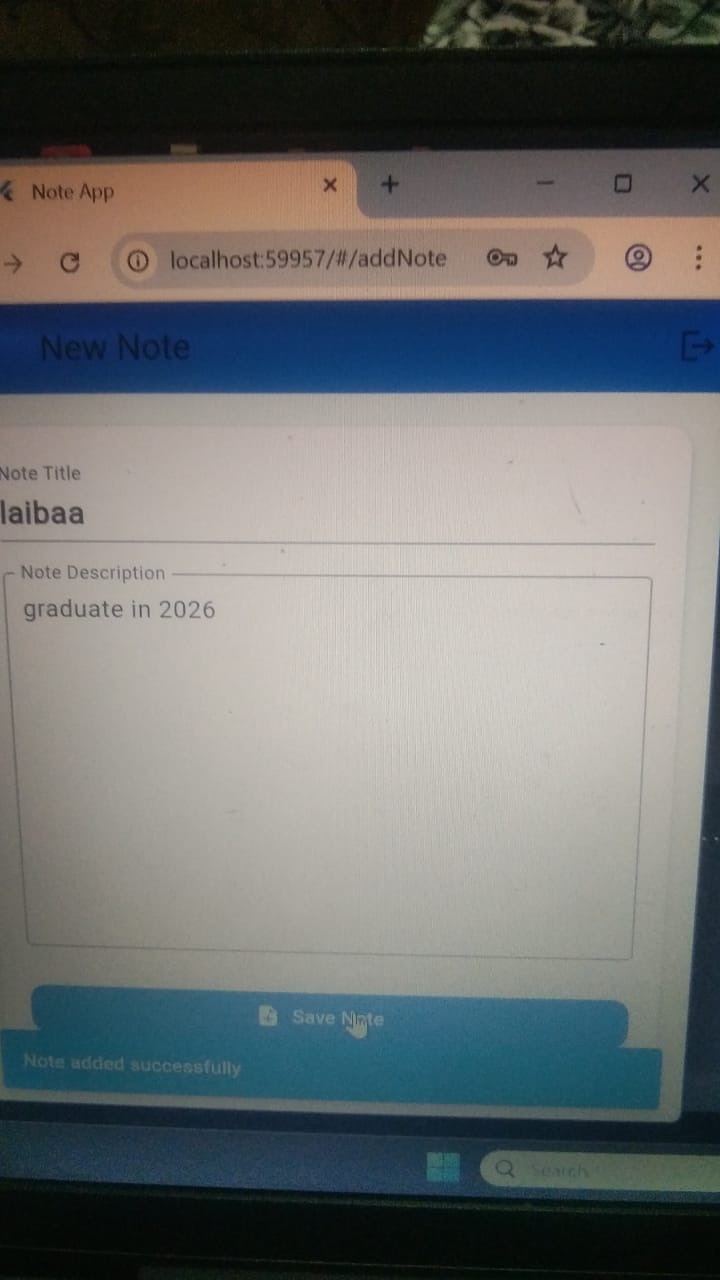 Note App
localhost:59957/#/addNote
New Note
Note Title
laibaa
Note Description
graduate in 2026
Save Note
Note added successfully
Search